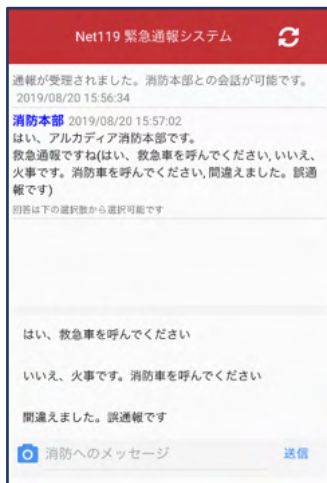 Net119 緊急通報システム
通報が受理されました。消防本部との会話が可能です。
2019/08/20 15:56:34
消防本部 2019/08/20 15:57:02
はい、アルカディア消防本部です。
救急通報ですね(はい、救急車を呼んでください,いいえ、
火事です。消防車を呼んでください,間違えました。誤通
報です)
回答は下の選択肢から選択可能です
はい、救急車を呼んでください
いいえ、火事です。消防車を呼んでください
間違えました。誤通報です
消防へのメッセージ
送信